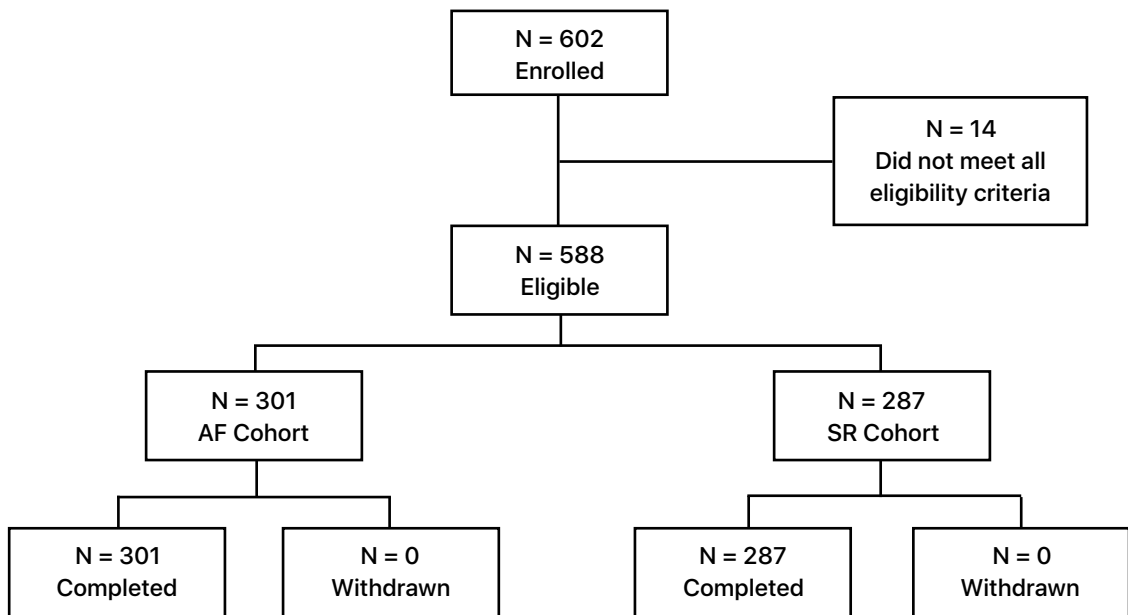 N = 602
Enrolled
N = 14
Did not meet all
eligibility criteria
N = 588
Eligible
N = 301
AF Cohort
N = 287
SR Cohort
N = 301
Completed
N = 0
Withdrawn
N = 287
Completed
N = 0
Withdrawn